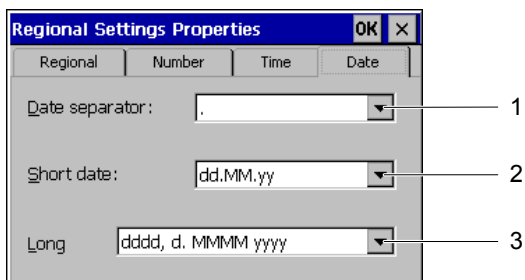 Regional Settings Properties OK ×
Regional Number Time Date
Date separator: . 1
Short date: dd.MM.yy 2
Long dddd, d. MMMM yyyy 3